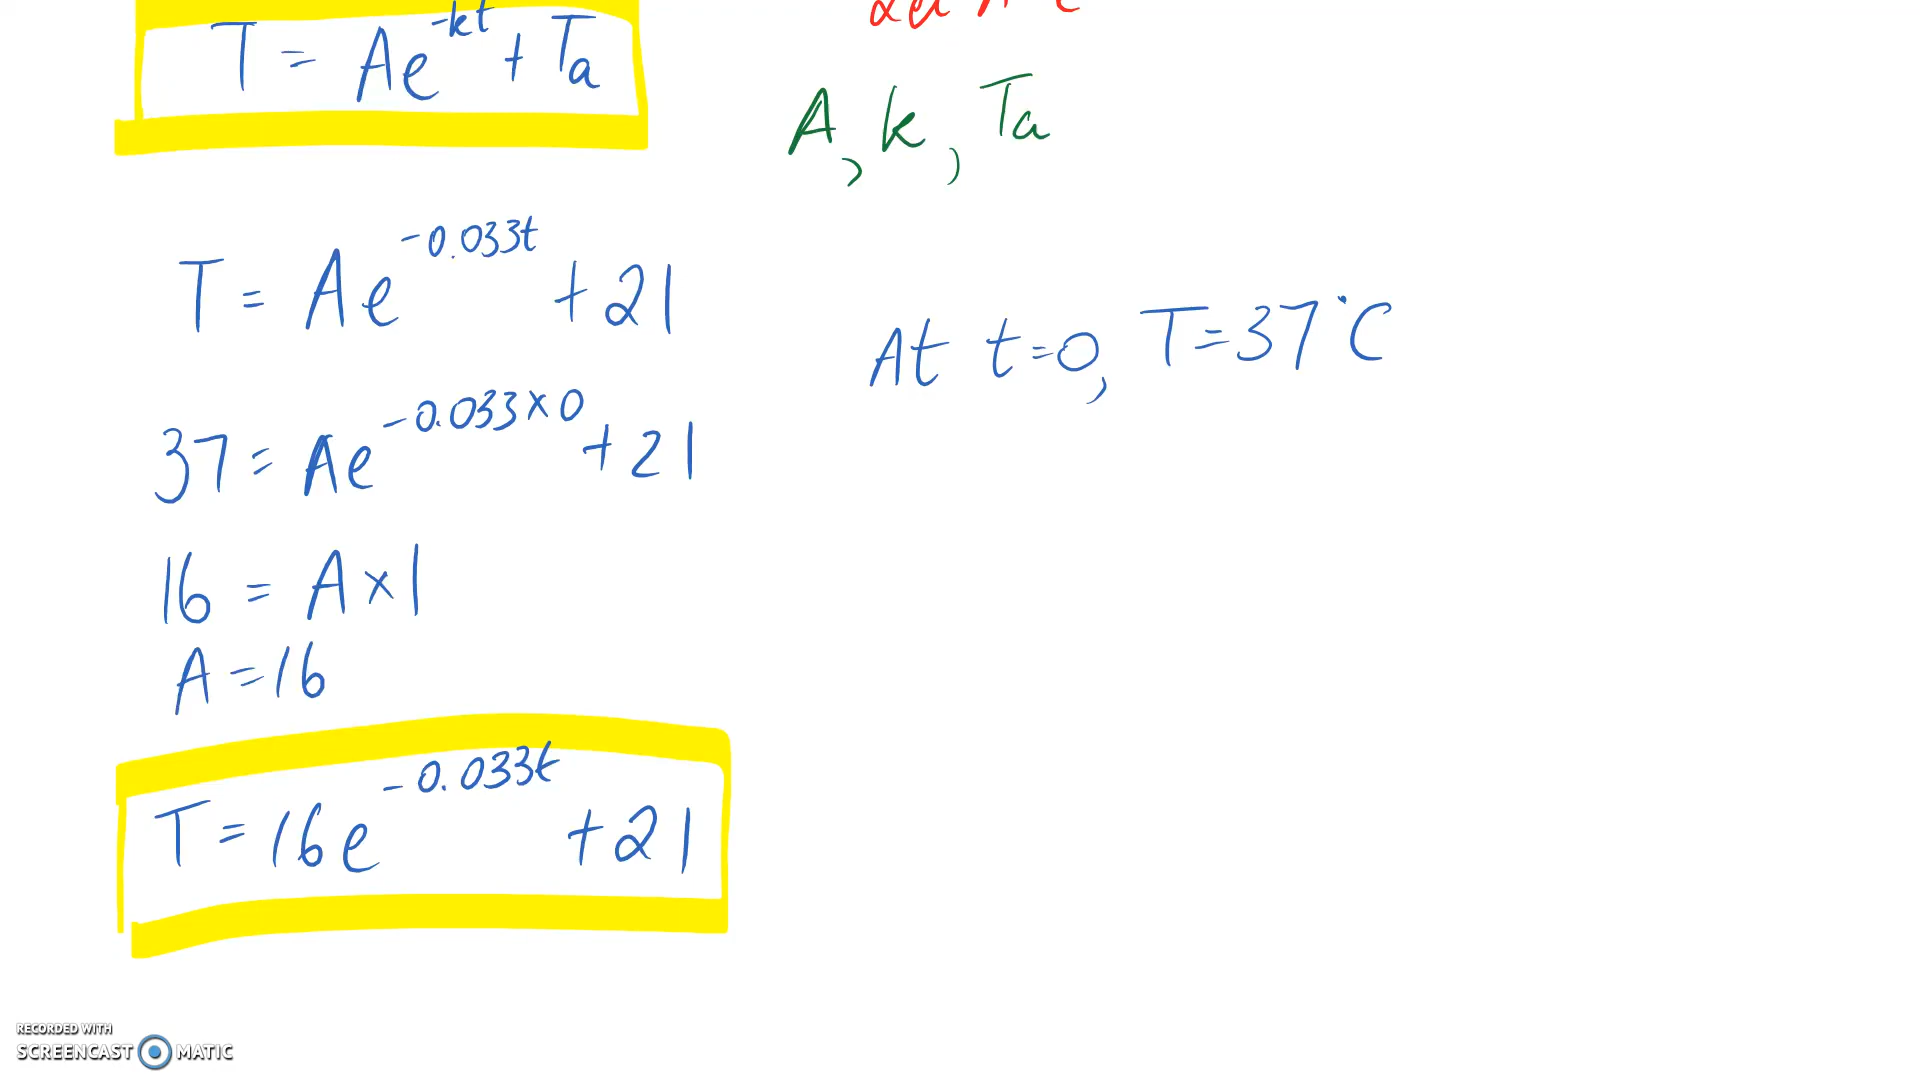 T = Ae^-kt + Ta
A, k, Ta
T = Ae^-0.033t + 21
At t=0, T=37°C
37 = Ae^-0.033×0 + 21
16 = A×1
A = 16
T = 16e^-0.033t + 21
RECORDED WITH
SCREENCAST MATIC